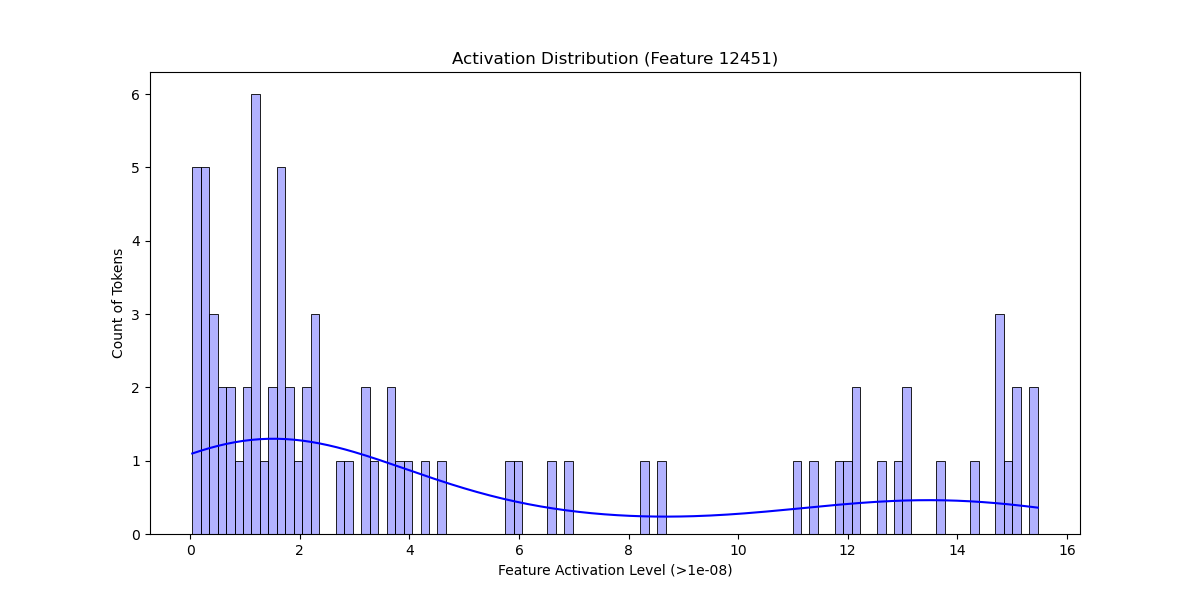 Activation Distribution (Feature 12451)
6
5
4
3
2
1
0
Count of Tokens
0 2 4 6 8 10 12 14 16
Feature Activation Level (>1e-08)